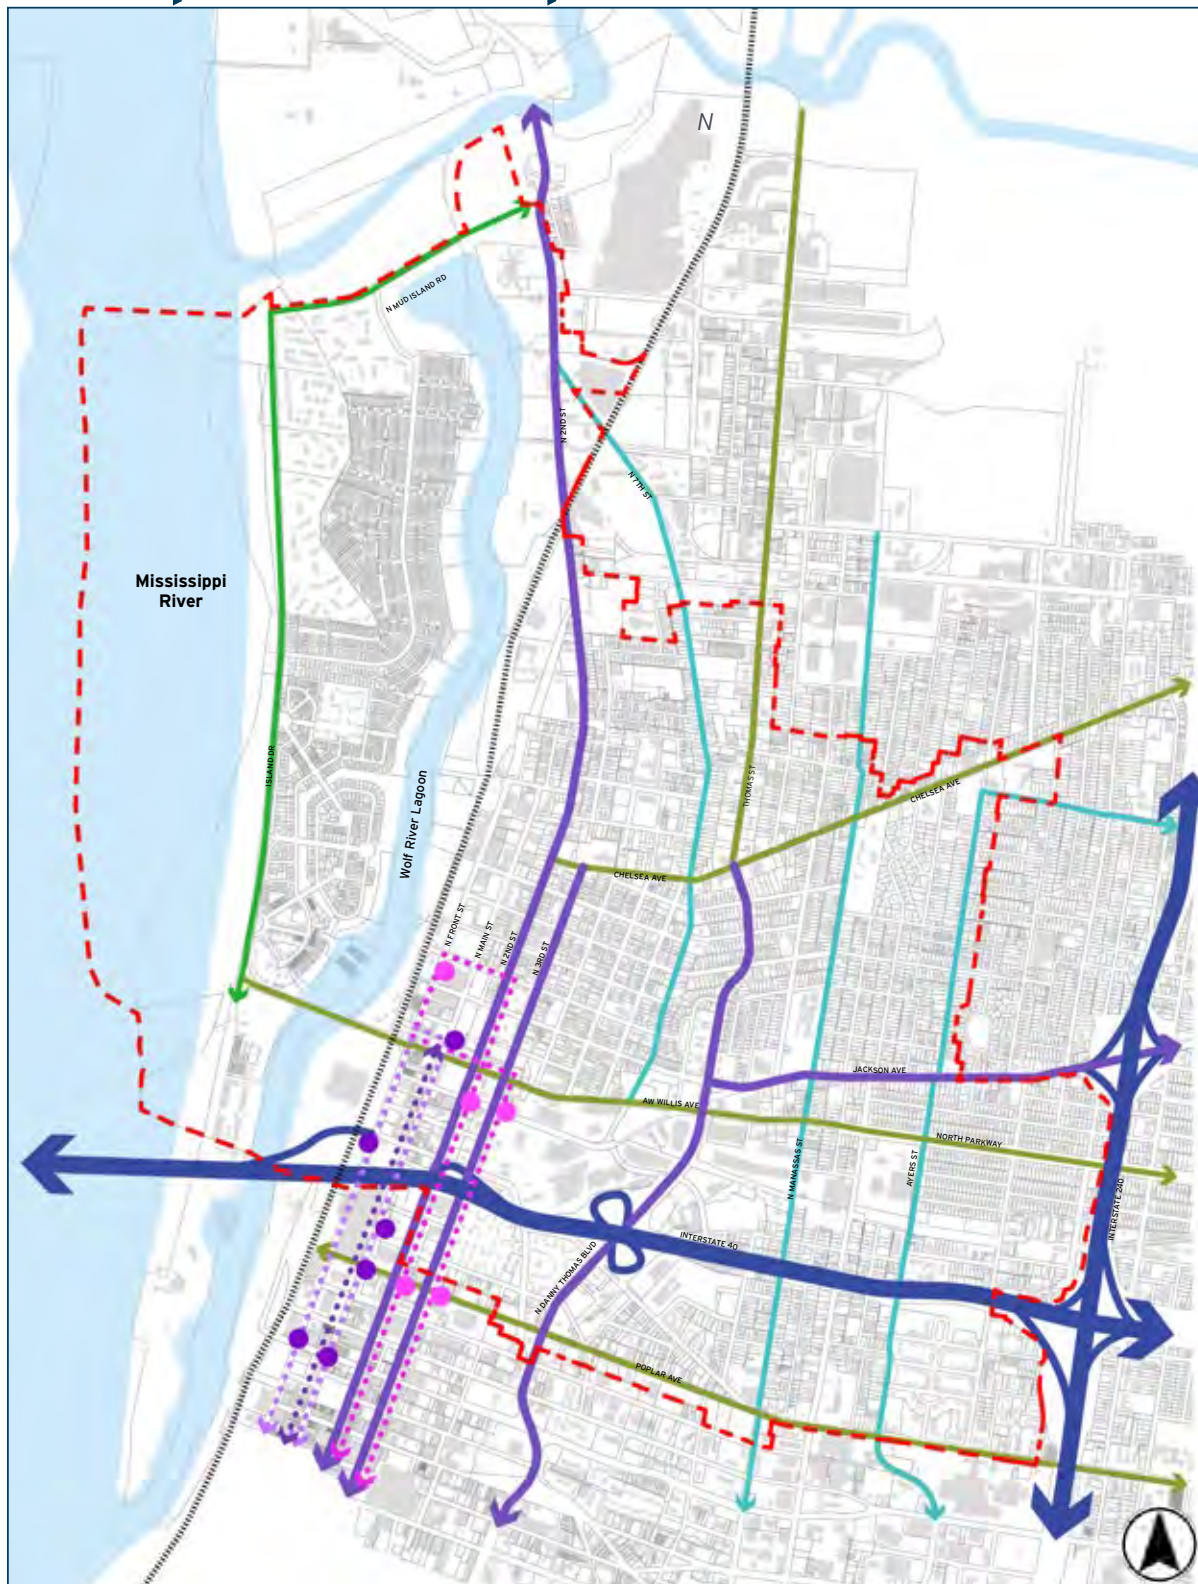 N
N MUD ISLAND RD
N 2ND ST
N 7TH ST
Mississippi
River
ISLAND DR
Wolf River Lagoon
THOMAS ST
CHELSEA AVE
CHELSEA AVE
N FRONT ST
N MAIN ST
N 2ND ST
N 3RD ST
JACKSON AVE
AW WILLIS AVE
NORTH PARKWAY
N MANASSAS ST
AYERS ST
INTERSTATE 240
INTERSTATE 40
N DANNY THOMAS BLVD
POPLAR AVE